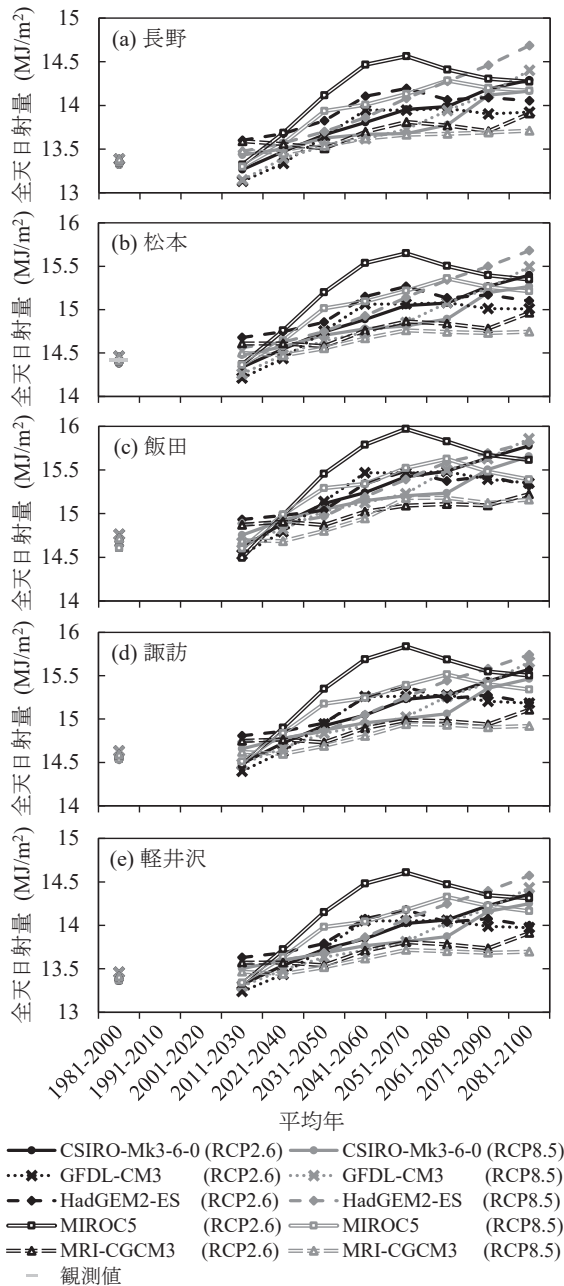 全天日射量 (MJ/m²)
15
14.5
14
13.5
13
(a) 長野
全天日射量 (MJ/m²)
16
15.5
15
14.5
14
(b) 松本
全天日射量 (MJ/m²)
16
15.5
15
14.5
14
(c) 飯田
全天日射量 (MJ/m²)
16
15.5
15
14.5
14
(d) 諏訪
全天日射量 (MJ/m²)
15
14.5
14
13.5
13
(e) 軽井沢
1981-2000
1991-2010
2001-2020
2011-2030
2021-2040
2031-2050
2041-2060
2051-2070
2061-2080
2071-2090
2081-2100
平均年
CSIRO-Mk3-6-0 (RCP2.6) CSIRO-Mk3-6-0 (RCP8.5)
GFDL-CM3 (RCP2.6) GFDL-CM3 (RCP8.5)
HadGEM2-ES (RCP2.6) HadGEM2-ES (RCP8.5)
MIROC5 (RCP2.6) MIROC5 (RCP8.5)
MRI-CGCM3 (RCP2.6) MRI-CGCM3 (RCP8.5)
観測値